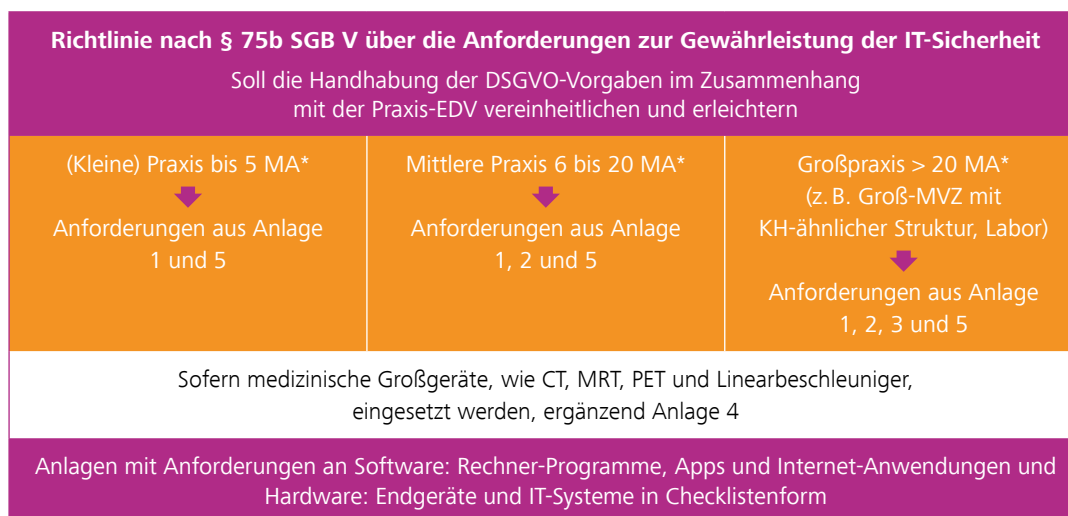 Richtlinie nach § 75b SGB V über die Anforderungen zur Gewährleistung der IT-Sicherheit
Soll die Handhabung der DSGVO-Vorgaben im Zusammenhang
mit der Praxis-EDV vereinheitlichen und erleichtern
(Kleine) Praxis bis 5 MA*
Anforderungen aus Anlage
1 und 5
Mittlere Praxis 6 bis 20 MA*
Anforderungen aus Anlage
1, 2 und 5
Großpraxis > 20 MA*
(z. B. Groß-MVZ mit
KH-ähnlicher Struktur, Labor)
Anforderungen aus Anlage
1, 2, 3 und 5
Sofern medizinische Großgeräte, wie CT, MRT, PET und Linearbeschleuniger,
eingesetzt werden, ergänzend Anlage 4
Anlagen mit Anforderungen an Software: Rechner-Programme, Apps und Internet-Anwendungen und
Hardware: Endgeräte und IT-Systeme in Checklistenform